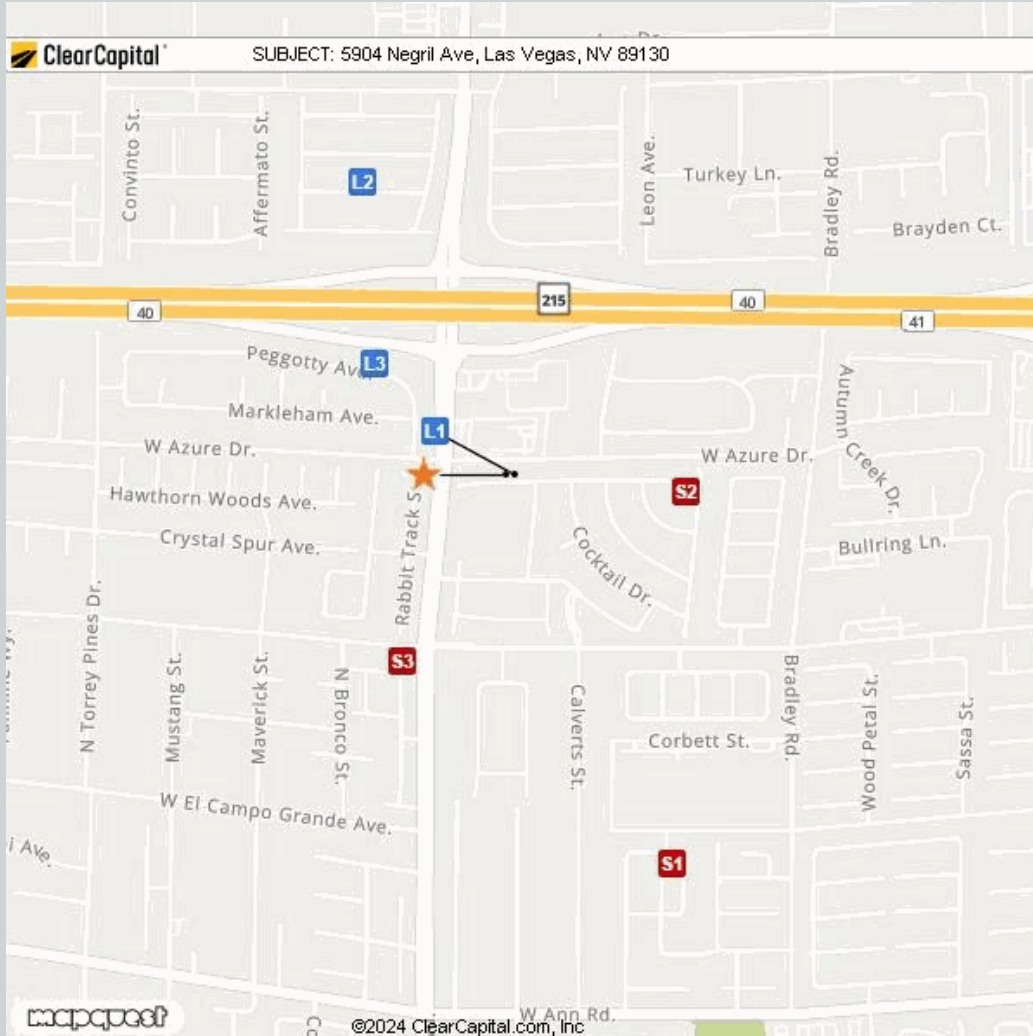 ClearCapital
SUBJECT: 5904 Negril Ave, Las Vegas, NV 89130
Convinto St.
Affermato St.
L2
Leon Ave.
Turkey Ln.
Bradley Rd.
Brayden Ct.
40
215
40
41
Peggotty Ave.
L3
Markleham Ave.
L1
W Azure Dr.
W Azure Dr.
Autumn Creek Dr.
Hawthorn Woods Ave.
Rabbit Track S
S2
Crystal Spur Ave.
Cocktail Dr.
Bullring Ln.
N Torrey Pines Dr.
S3
Mustang St.
Maverick St.
N Bronco St.
Calverts St.
Bradley Rd.
Wood Petal St.
Sassa St.
Corbett St.
W El Campo Grande Ave.
i Ave.
S1
W Ann Rd.
mapquest
©2024 ClearCapital.com, Inc